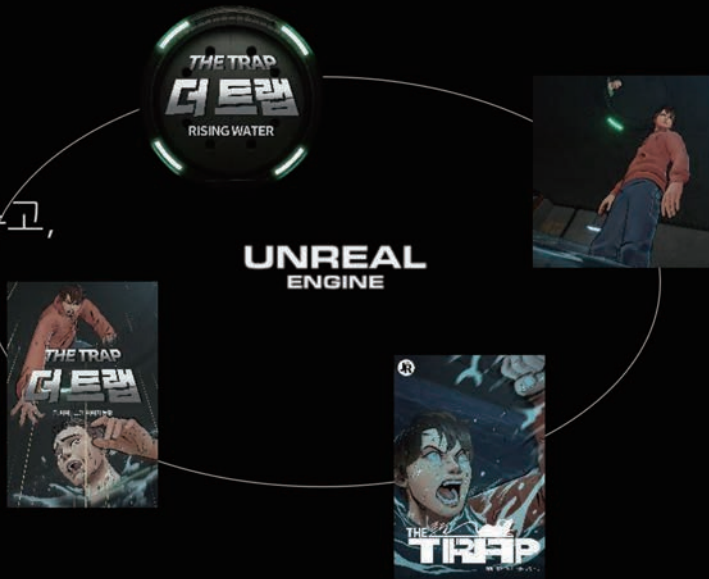 THE TRAP
더 트랩
RISING WATER
고,
UNREAL
ENGINE
THE TRAP
더 트랩
THE
TRAP